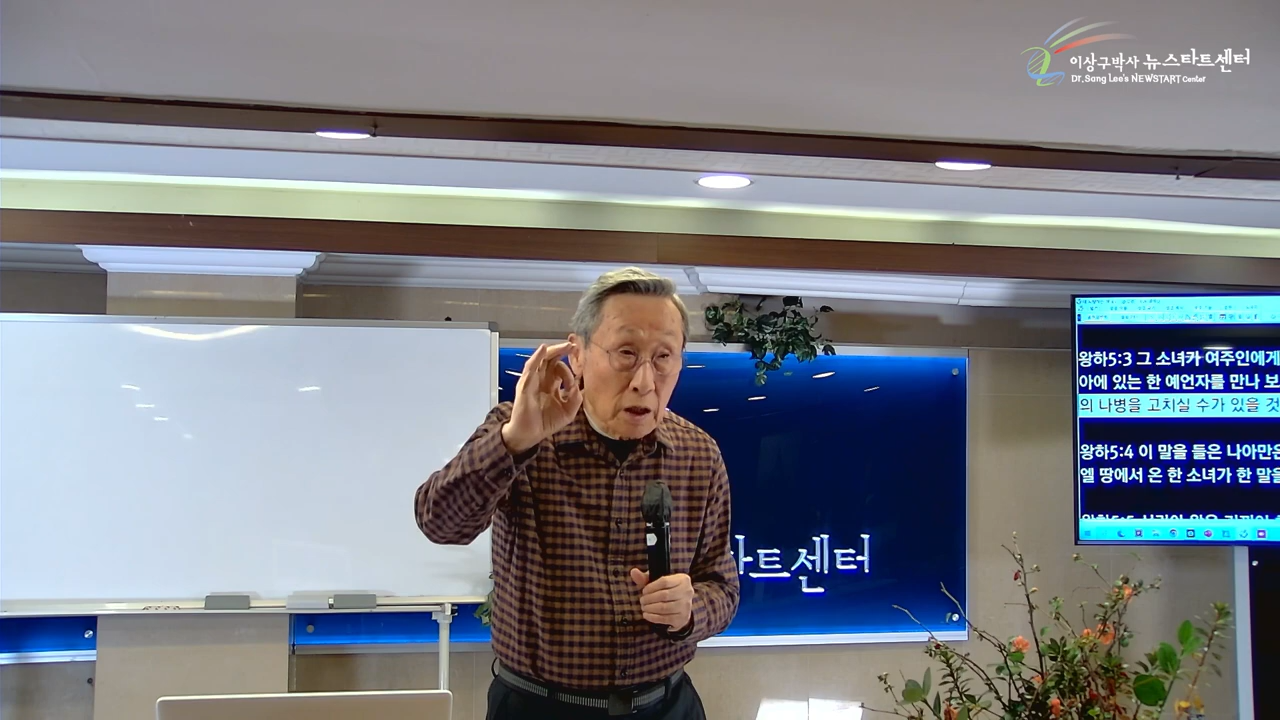 이상구박사 뉴스타트센터
Dr. Sang Lee's NEWSTART Center
왕하5:3 그 소녀가 여주인에게
아에 있는 한 예언자를 만나 보
의 나병을 고치실 수가 있을 것
왕하5:4 이 말을 들은 나아만은
엘 땅에서 온 한 소녀가 한 말을
타트센터